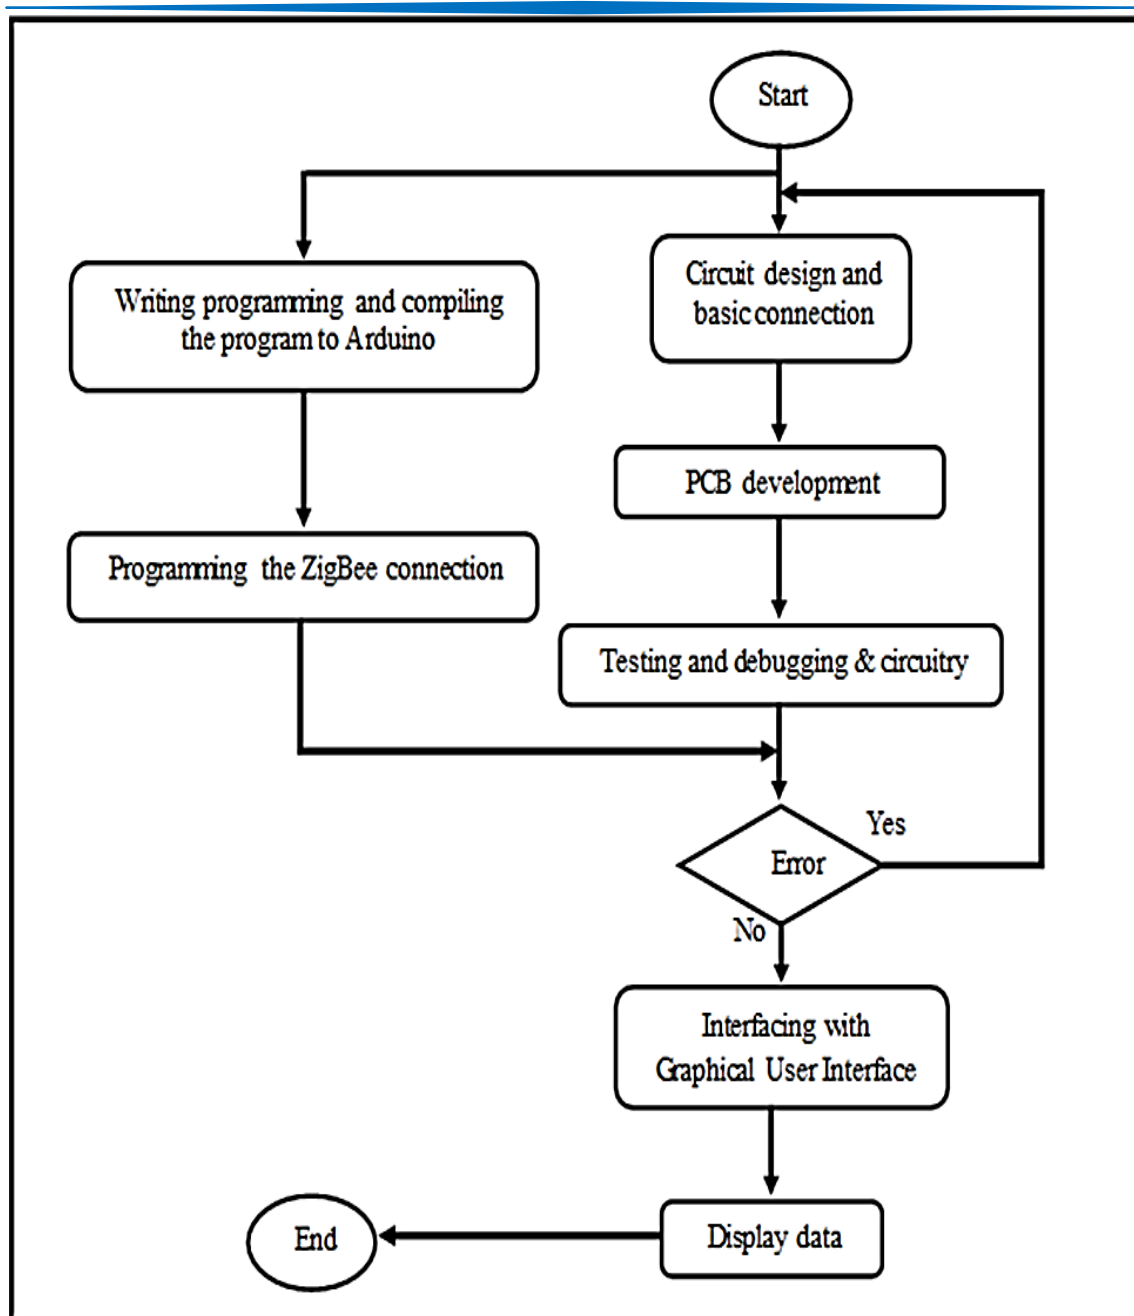 Start
Writing programming and compiling
the program to Arduino
Circuit design and
basic connection
PCB development
Programming the ZigBee connection
Testing and debugging & circuitry
Yes
Error
No
Interfacing with
Graphical User Interface
Display data
End